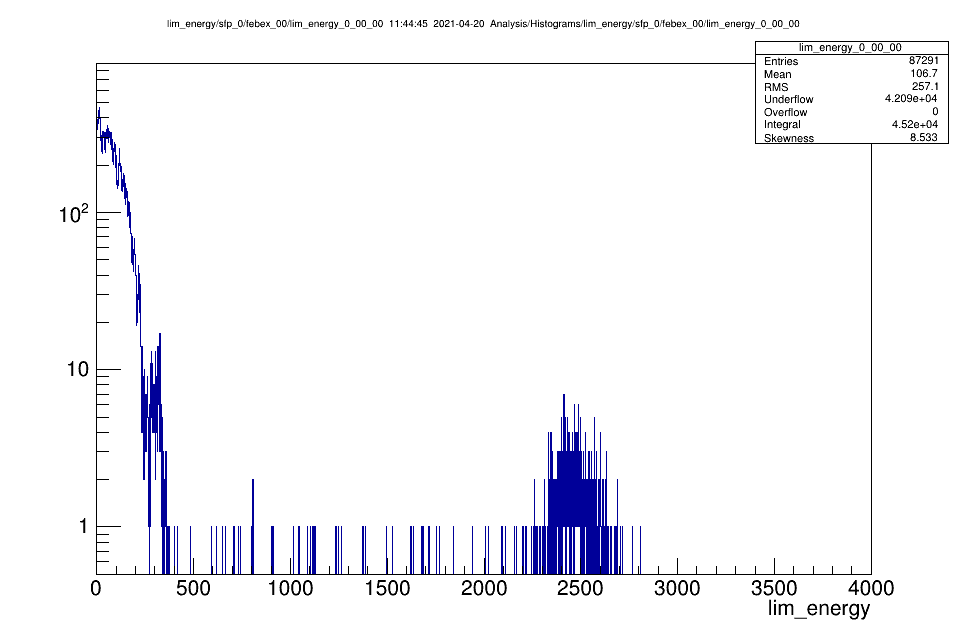 lim_energy/sfp_0/febex_00/lim_energy_0_00_00 11:44:45 2021-04-20 Analysis/Histograms/lim_energy/sfp_0/febex_00/lim_energy_0_00_00
lim_energy_0_00_00
Entries 87291
Mean 106.7
RMS 257.1
Underflow 4.209e+04
Overflow 0
Integral 4.52e+04
Skewness 8.533
10²
10
1
0 500 1000 1500 2000 2500 3000 3500 4000
lim_energy